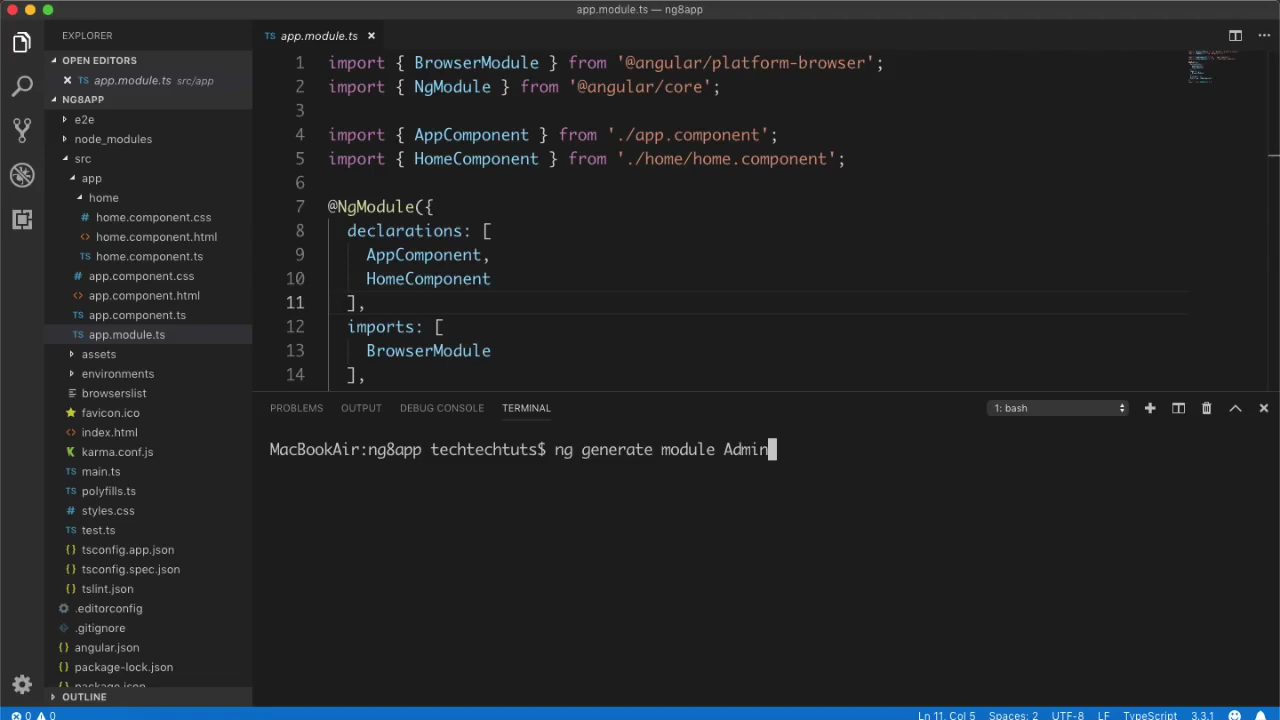 app.module.ts — ng8app
EXPLORER
OPEN EDITORS
app.module.ts src/app
NG8APP
e2e
node_modules
src
app
home
# home.component.css
<> home.component.html
TS home.component.ts
# app.component.css
<> app.component.html
TS app.component.ts
TS app.module.ts
assets
environments
browserslist
favicon.ico
<> index.html
karma.conf.js
TS main.ts
TS polyfills.ts
# styles.css
TS test.ts
{} tsconfig.app.json
{} tsconfig.spec.json
{} tslint.json
.editorconfig
.gitignore
{} angular.json
{} package-lock.json
{} package.json
OUTLINE
TS app.module.ts
1 import { BrowserModule } from '@angular/platform-browser';
2 import { NgModule } from '@angular/core';
3
4 import { AppComponent } from './app.component';
5 import { HomeComponent } from './home/home.component';
6
7 @NgModule({
8 declarations: [
9 AppComponent,
10 HomeComponent
11 ],
12 imports: [
13 BrowserModule
14 ],
PROBLEMS OUTPUT DEBUG CONSOLE TERMINAL 1: bash
MacBookAir:ng8app techtechtuts$ ng generate module Admin
0 0 Ln 11, Col 5 Spaces: 2 UTF-8 LF TypeScript 3.3.1